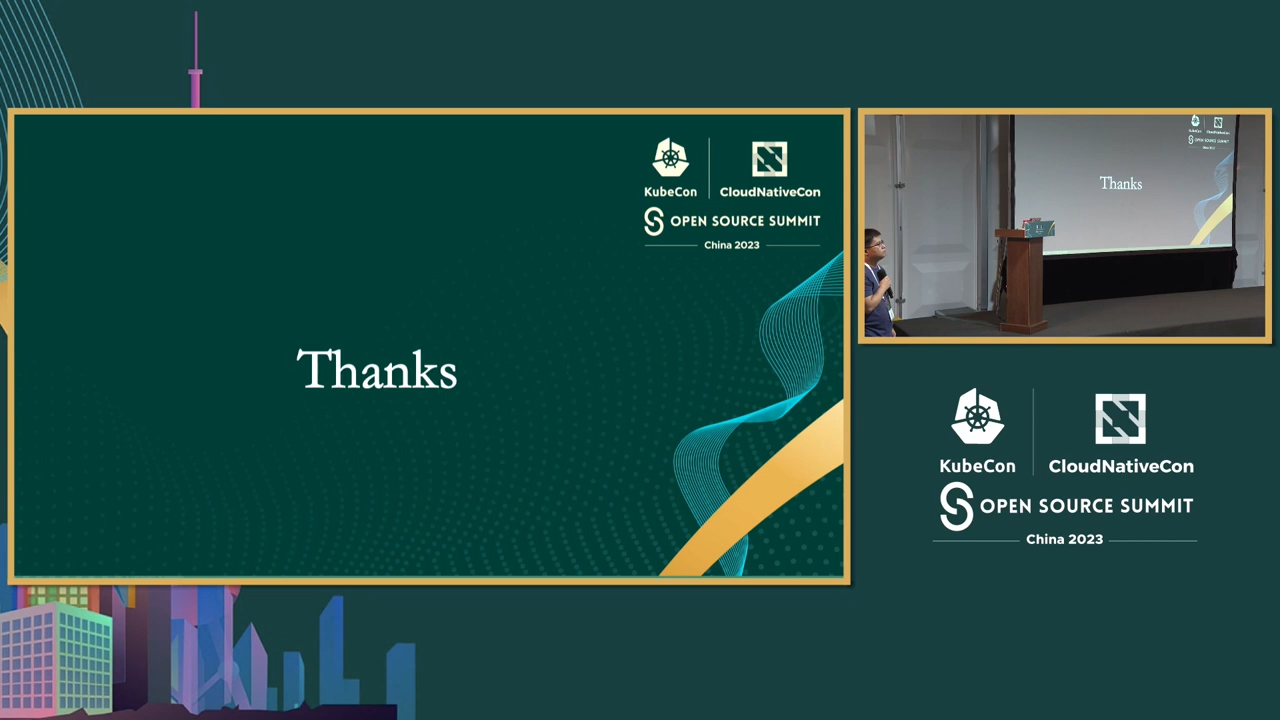 KubeCon
CloudNativeCon
OPEN SOURCE SUMMIT
China 2023
Thanks
Thanks
KubeCon
CloudNativeCon
OPEN SOURCE SUMMIT
China 2023